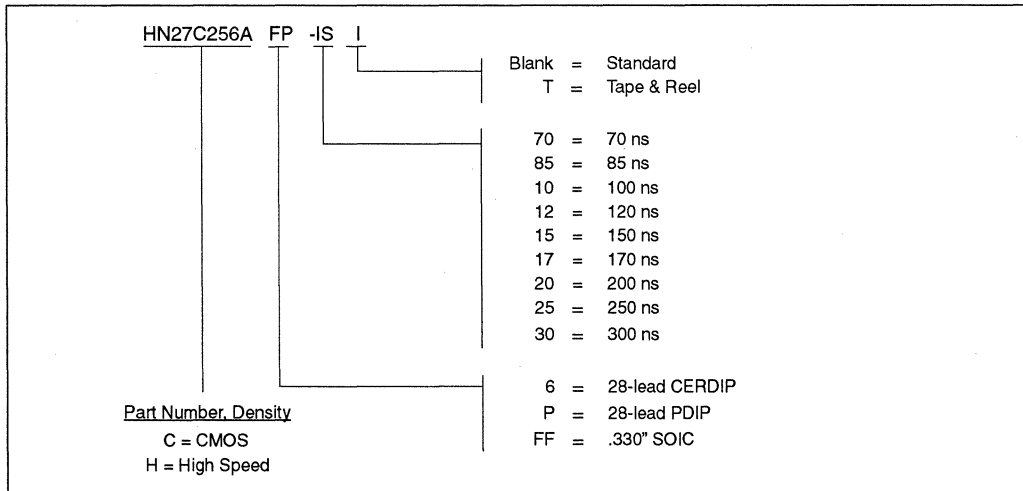 HN27C256A FP -IS I
Blank = Standard
T = Tape & Reel
70 = 70 ns
85 = 85 ns
10 = 100 ns
12 = 120 ns
15 = 150 ns
17 = 170 ns
20 = 200 ns
25 = 250 ns
30 = 300 ns
6 = 28-lead CERDIP
P = 28-lead PDIP
FF = .330" SOIC
Part Number, Density
C = CMOS
H = High Speed